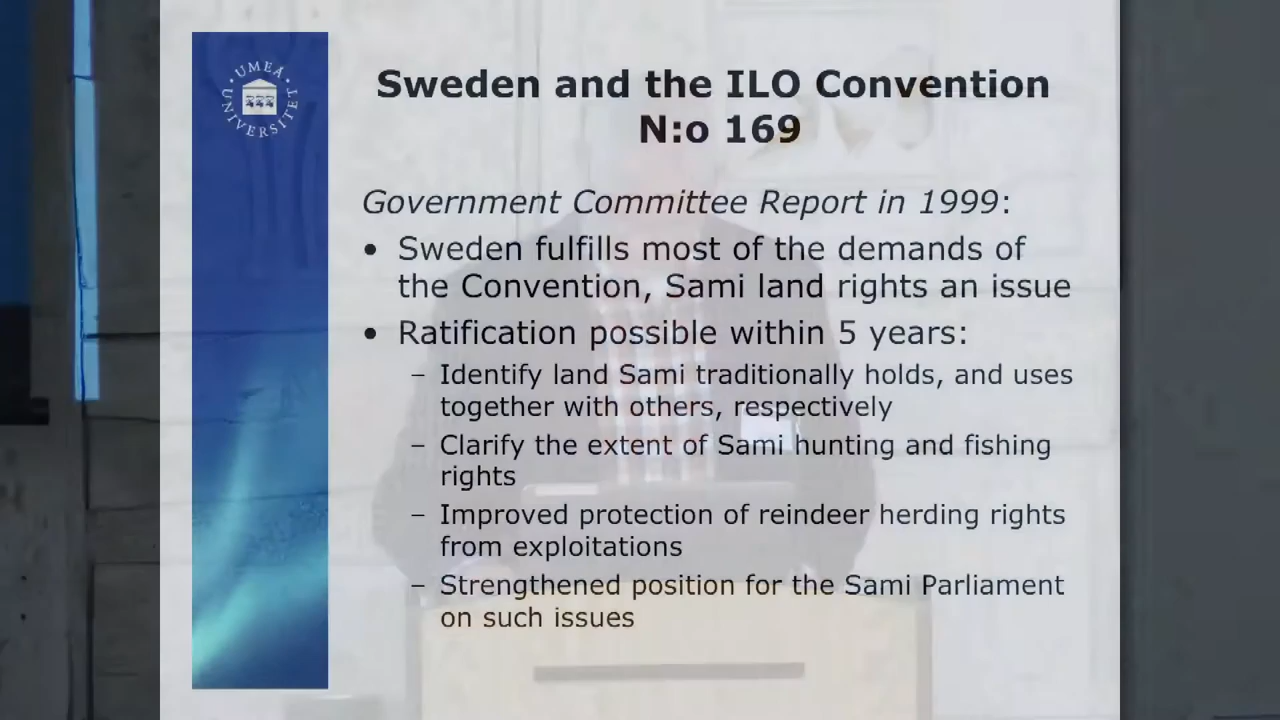 UMEÅ UNIVERSITET
Sweden and the ILO Convention
N:o 169
Government Committee Report in 1999:
• Sweden fulfills most of the demands of
the Convention, Sami land rights an issue
• Ratification possible within 5 years:
– Identify land Sami traditionally holds, and uses
together with others, respectively
– Clarify the extent of Sami hunting and fishing
rights
– Improved protection of reindeer herding rights
from exploitations
– Strengthened position for the Sami Parliament
on such issues